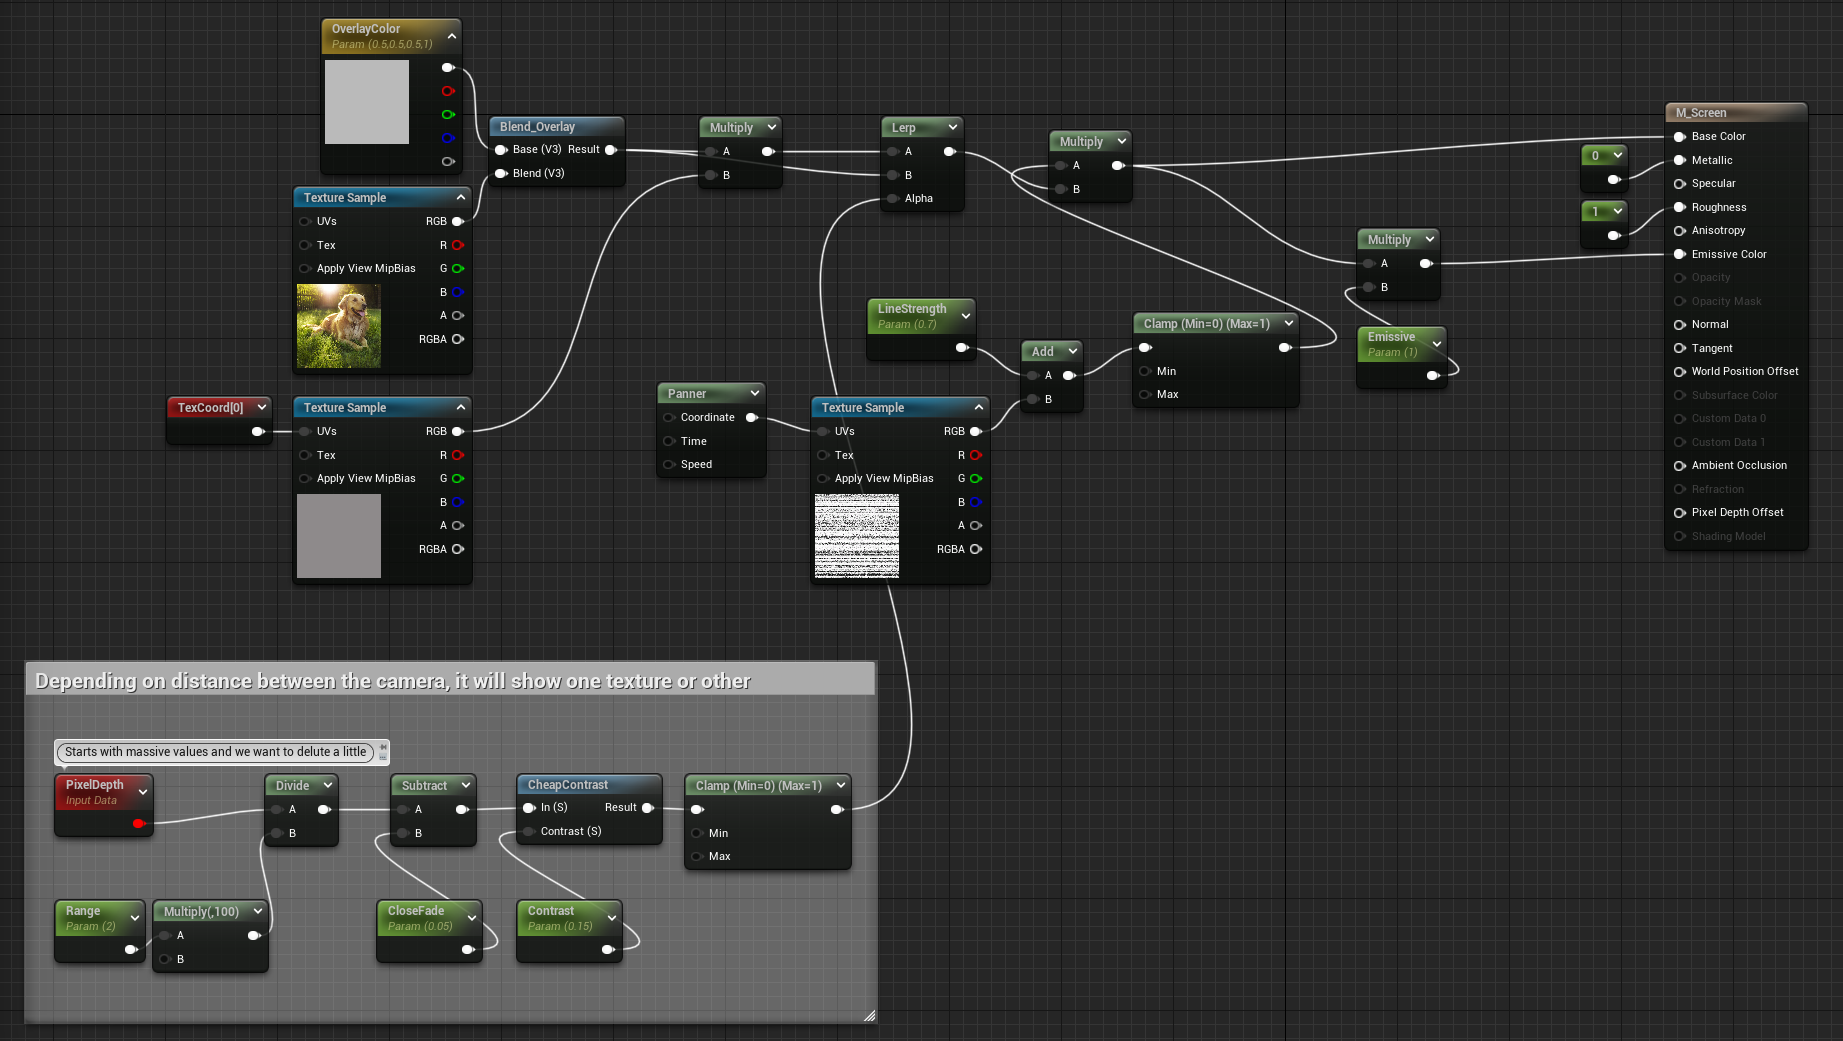 OverlayColor
Param (0.5,0.5,0.5,1)
Blend_Overlay
Base (V3) Result
Blend (V3)
Texture Sample
UVs RGB
Tex R
Apply View MipBias G
B
A
RGBA
TexCoord[0]
Texture Sample
UVs RGB
Tex R
Apply View MipBias G
B
A
RGBA
Multiply
A
B
Lerp
A
B
Alpha
Multiply
A
B
LineStrength
Param (0.7)
Panner
Coordinate
Time
Speed
Texture Sample
UVs RGB
Tex R
Apply View MipBias G
B
A
RGBA
Add
A
B
Clamp (Min=0) (Max=1)
Min
Max
Multiply
A
B
Emissive
Param (1)
0
1
M_Screen
Base Color
Metallic
Specular
Roughness
Anisotropy
Emissive Color
Opacity
Opacity Mask
Normal
Tangent
World Position Offset
Subsurface Color
Custom Data 0
Custom Data 1
Ambient Occlusion
Refraction
Pixel Depth Offset
Shading Model
Depending on distance between the camera, it will show one texture or other
Starts with massive values and we want to delute a little
PixelDepth
Input Data
Divide
A
B
Subtract
A
B
CheapContrast
In (S) Result
Contrast (S)
Clamp (Min=0) (Max=1)
Min
Max
Range
Param (2)
Multiply(,100)
A
B
CloseFade
Param (0.05)
Contrast
Param (0.15)